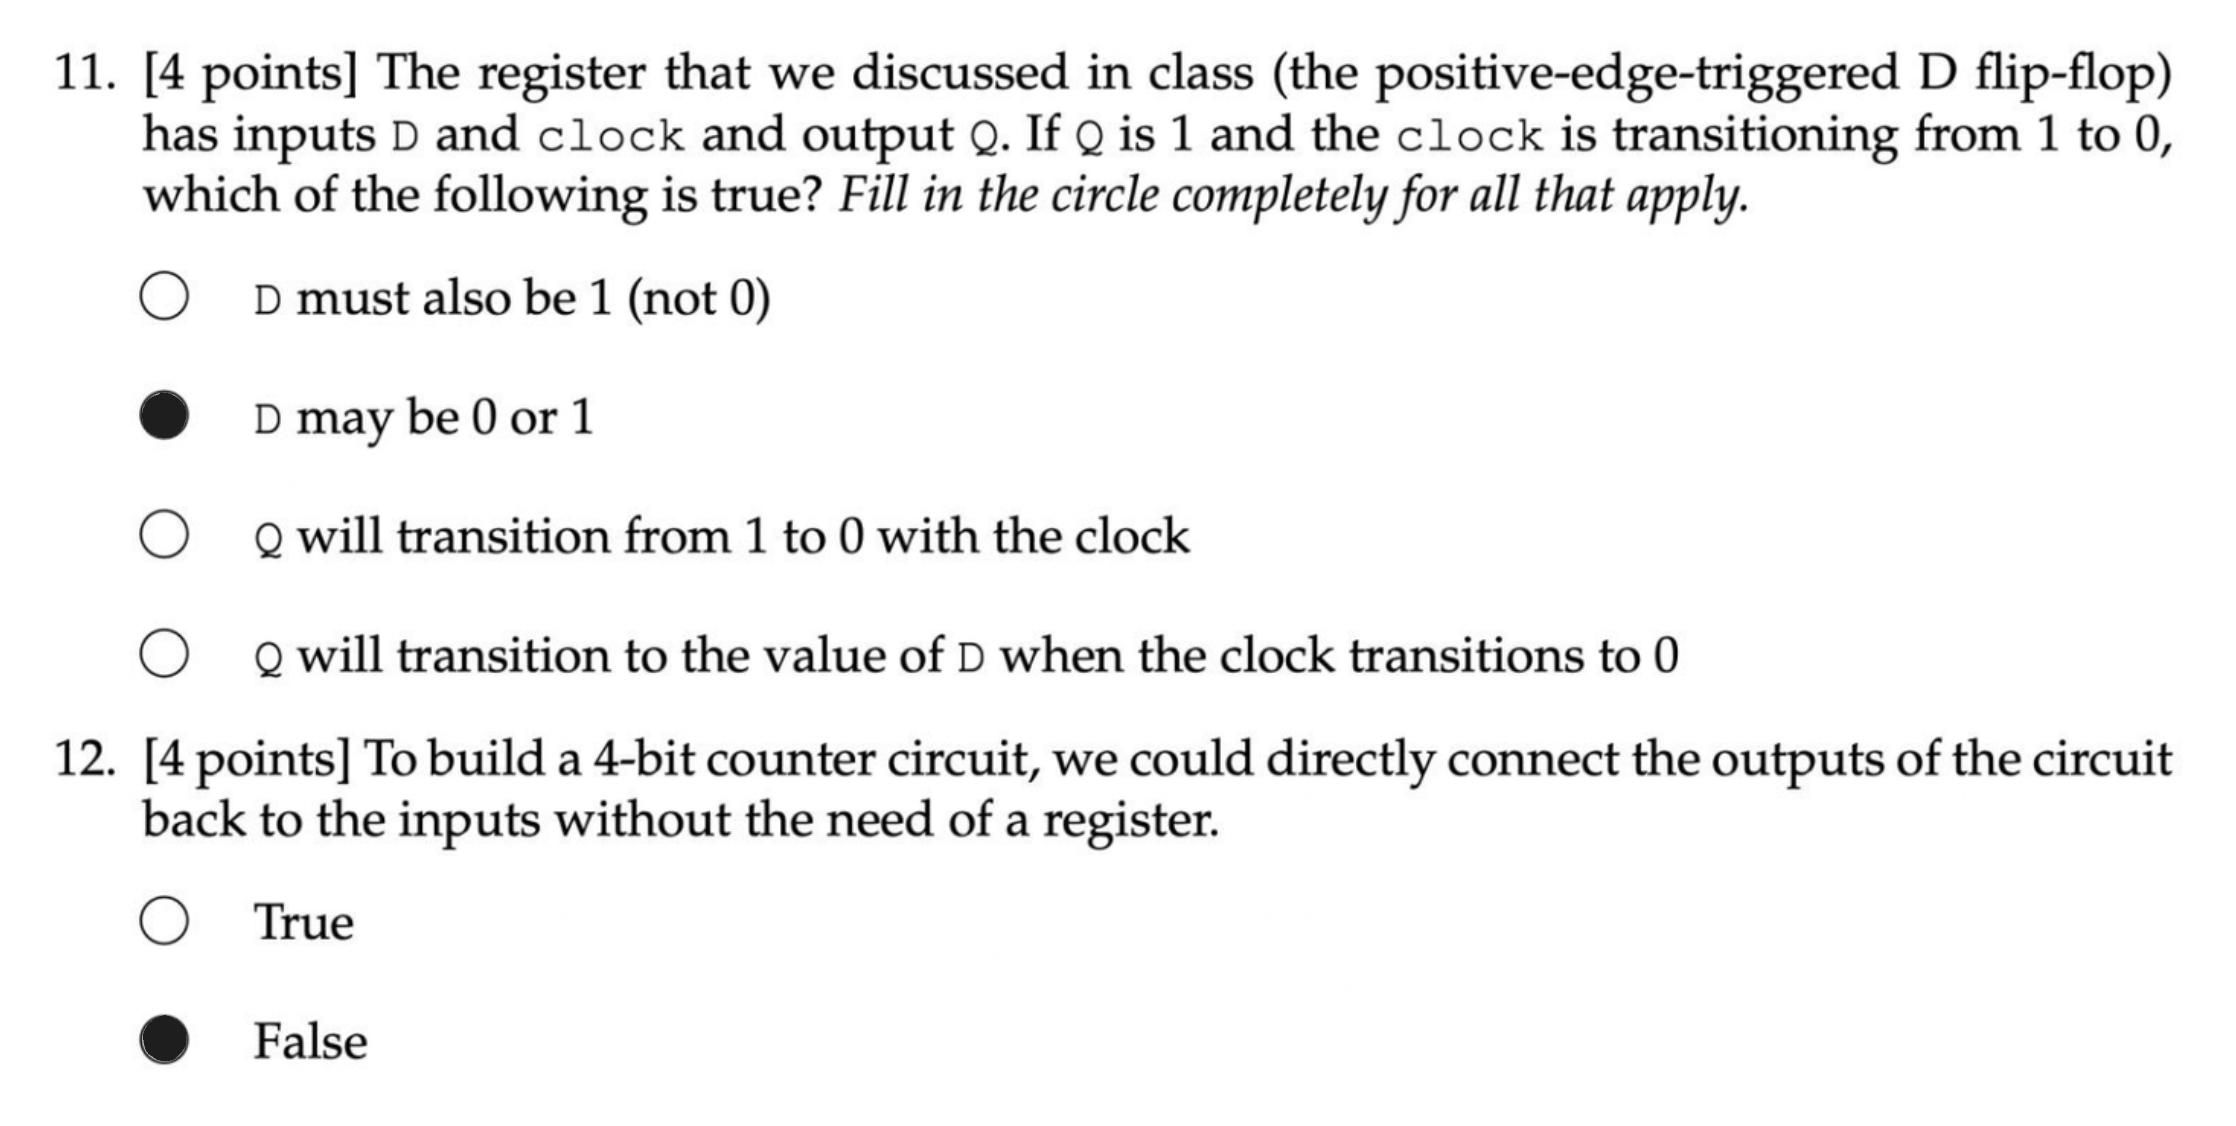 11. [4 points] The register that we discussed in class (the positive-edge-triggered D flip-flop)
has inputs D and clock and output Q. If Q is 1 and the clock is transitioning from 1 to 0,
which of the following is true? Fill in the circle completely for all that apply.
D must also be 1 (not 0)
D may be 0 or 1
Q will transition from 1 to 0 with the clock
Q will transition to the value of D when the clock transitions to 0
12. [4 points] To build a 4-bit counter circuit, we could directly connect the outputs of the circuit
back to the inputs without the need of a register.
True
False